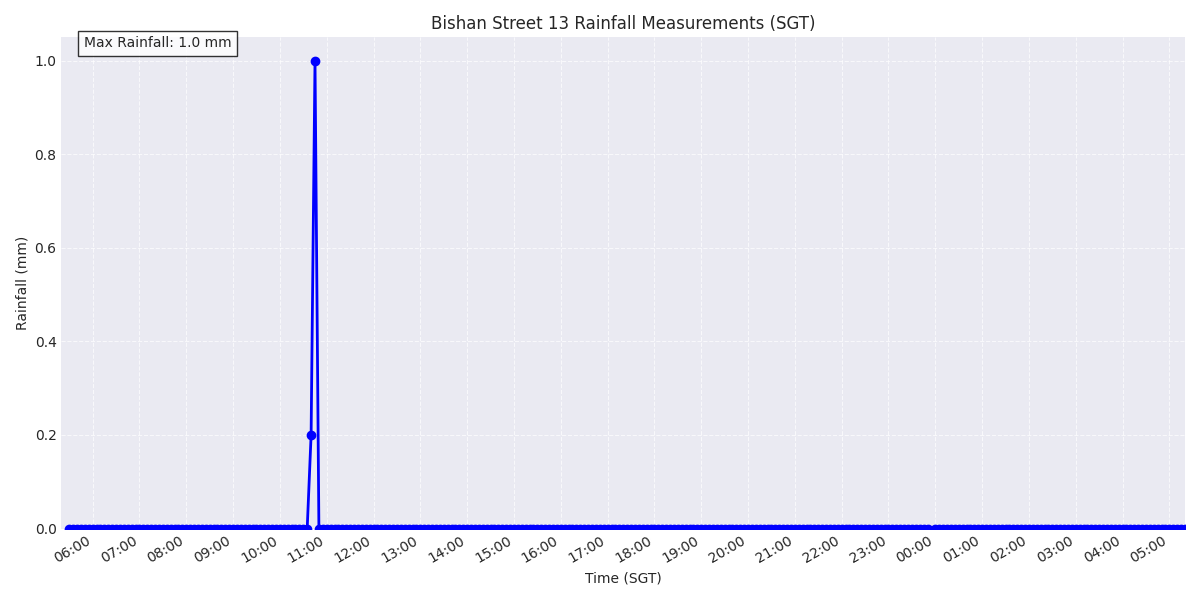 Bishan Street 13 Rainfall Measurements (SGT)
Max Rainfall: 1.0 mm
Rainfall (mm)
1.0
0.8
0.6
0.4
0.2
0.0
06:00 07:00 08:00 09:00 10:00 11:00 12:00 13:00 14:00 15:00 16:00 17:00 18:00 19:00 20:00 21:00 22:00 23:00 00:00 01:00 02:00 03:00 04:00 05:00
Time (SGT)